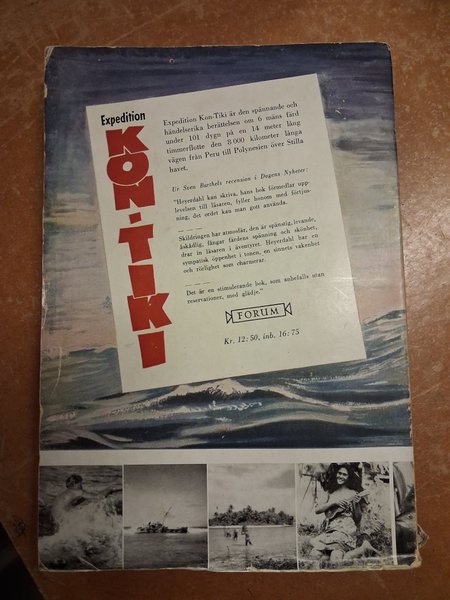 Expedition
KON-TIKI
Expedition Kon-Tiki är den spännande och
händelserika berättelsen om 6 mäns färd
under 101 dygn på en 14 meter lång
timmerflotte den 8 000 kilometer långa
vägen från Peru till Polynesien över Stilla
havet.
Ur Sven Barthels recension i Dagens Nyheter:
"Heyerdahl kan skriva, hans bok förmedlar upp-
levelsen till läsaren, fyller honom med förtjus-
ning, det ordet kan man gott använda.
— — —
Skildringen har atmosfär, den är spänstig, levande,
åskådlig, fångar färdens spänning och skönhet,
drar in läsaren i äventyret. Heyerdahl har en
sympatisk öppenhet i tonen, en sinnets vakenhet
och rörlighet som charmerar.
— — —
Det är en stimulerande bok, som anbefalls utan
reservationer, med glädje."
FORUM
Kr. 12:50, inb. 16:75